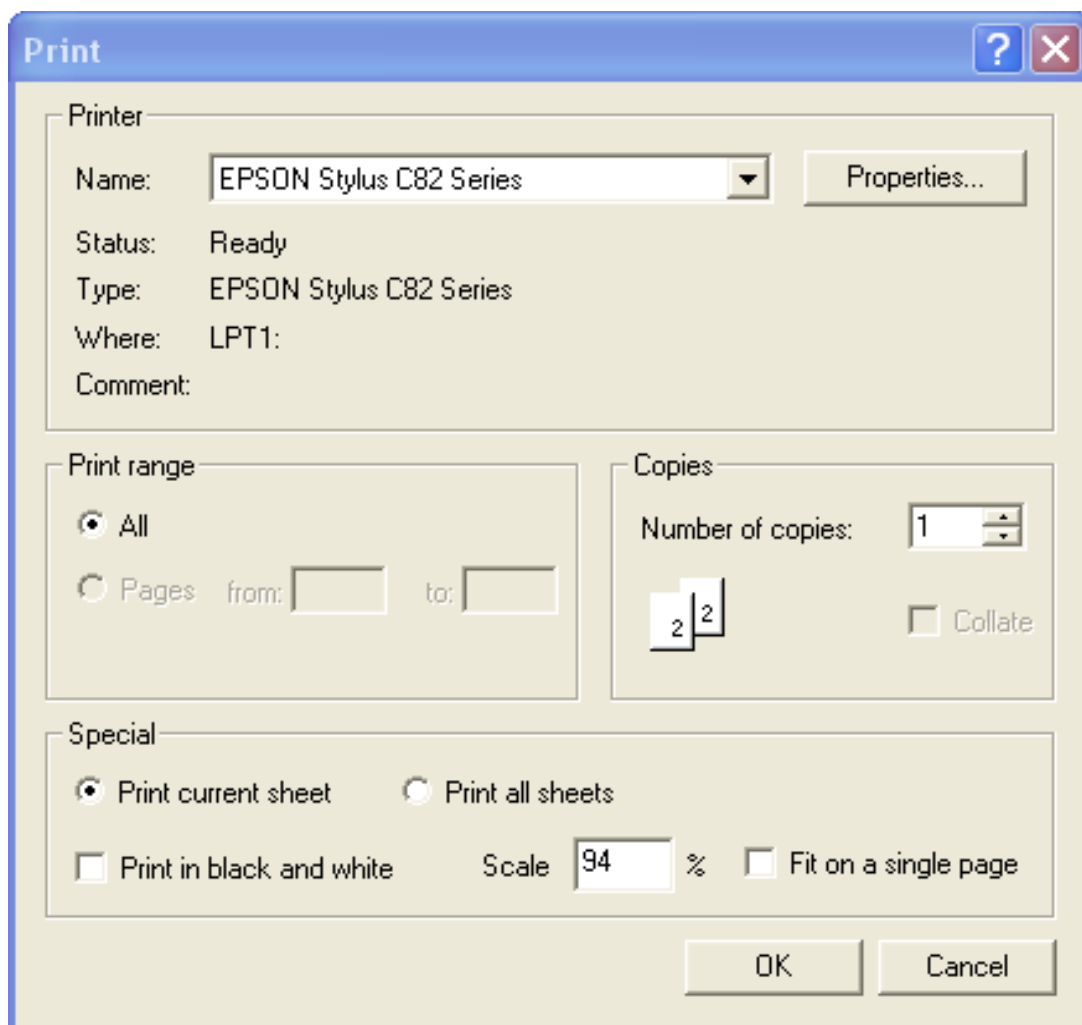 Print
Printer
Name: EPSON Stylus C82 Series Properties...
Status: Ready
Type: EPSON Stylus C82 Series
Where: LPT1:
Comment:
Print range
All
Pages from: to:
Copies
Number of copies: 1
2 2
Collate
Special
Print current sheet Print all sheets
Print in black and white Scale 94 % Fit on a single page
OK Cancel